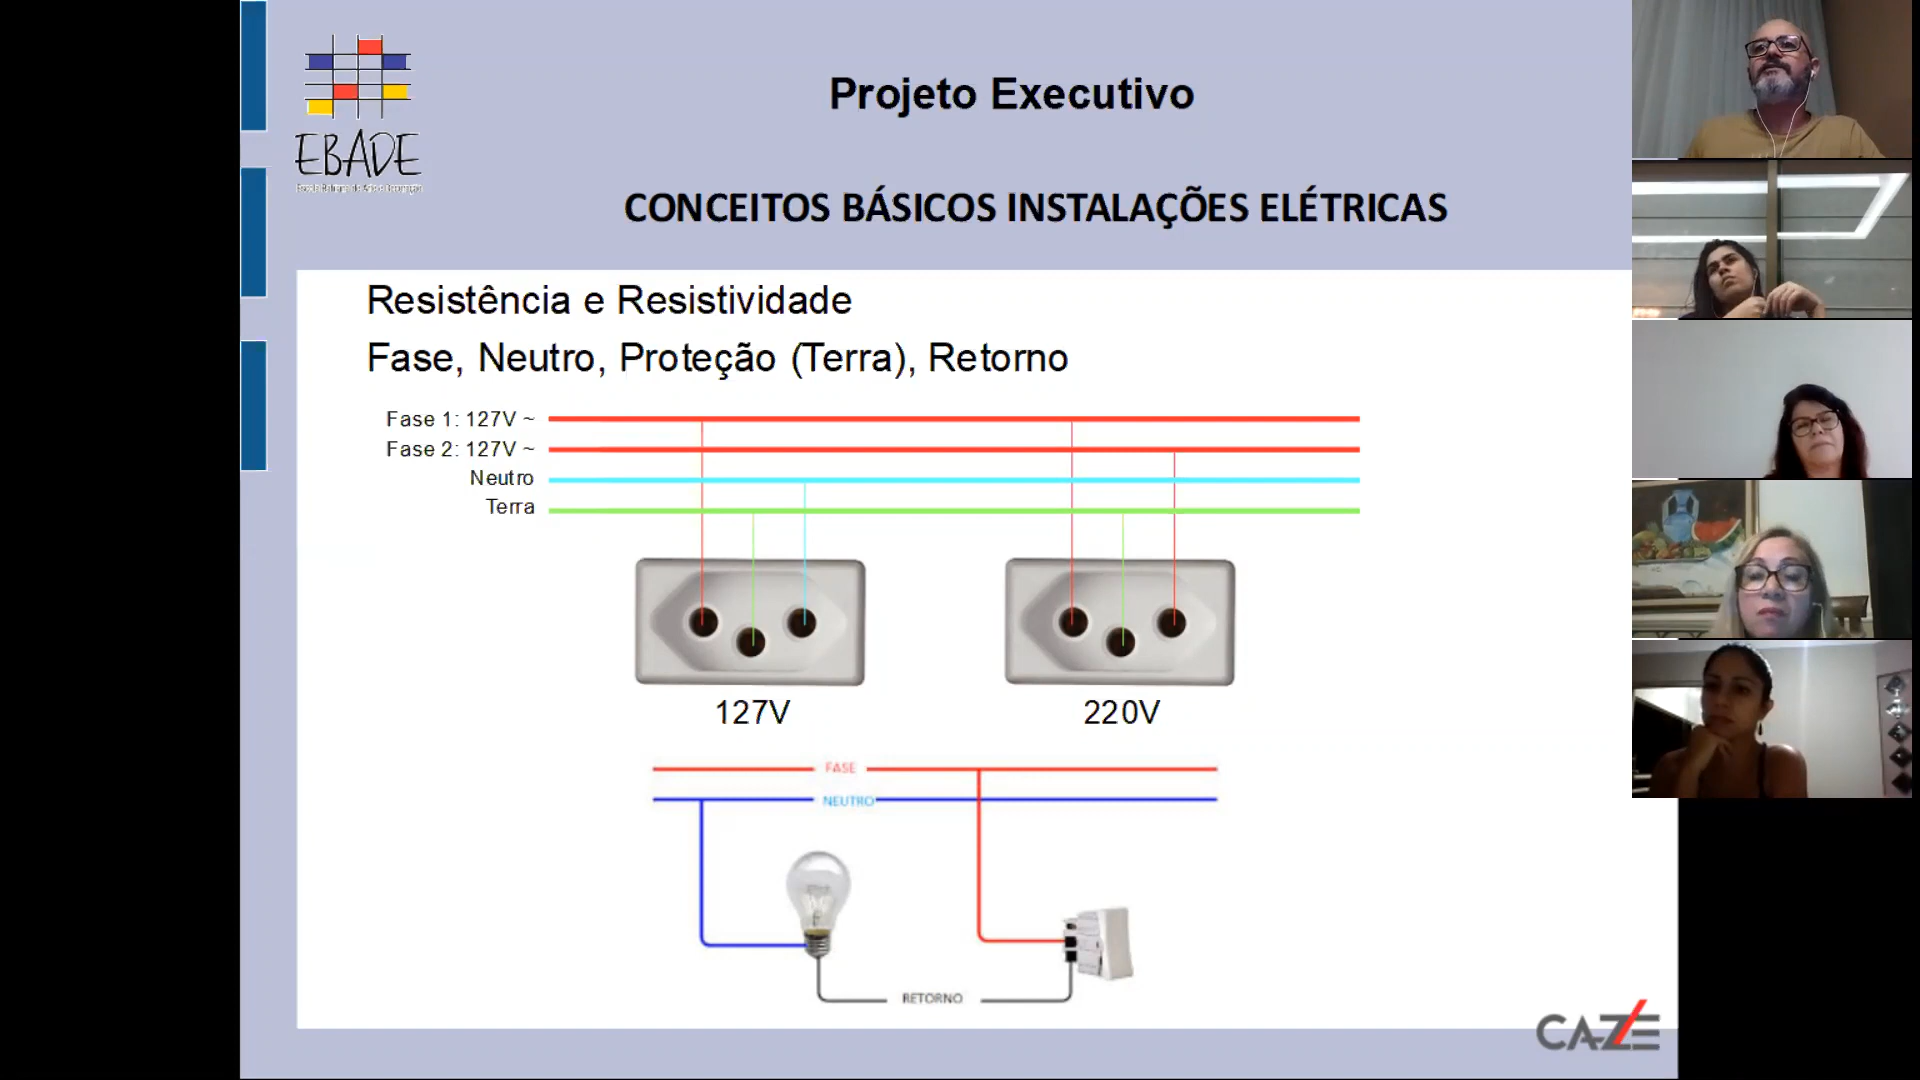 Projeto Executivo
EBADE
CONCEITOS BÁSICOS INSTALAÇÕES ELÉTRICAS
Resistência e Resistividade
Fase, Neutro, Proteção (Terra), Retorno
Fase 1: 127V ~
Fase 2: 127V ~
Neutro
Terra
127V
220V
FASE
NEUTRO
RETORNO
CAZE